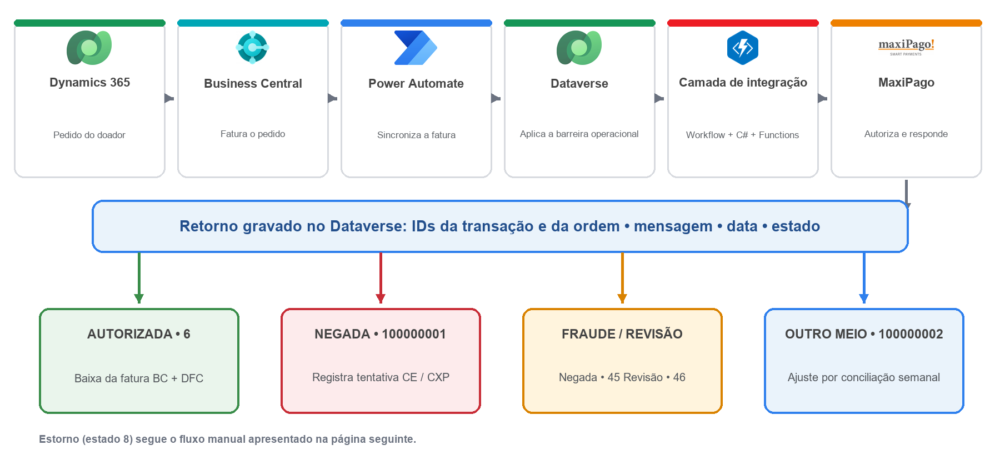 maxiPago!
SMART PAYMENTS
Dynamics 365
Business Central
Power Automate
Dataverse
Camada de integração
MaxiPago
Pedido do doador
Fatura o pedido
Sincroniza a fatura
Aplica a barreira operacional
Workflow + C# + Functions
Autoriza e responde
Retorno gravado no Dataverse: IDs da transação e da ordem • mensagem • data • estado
AUTORIZADA • 6
NEGADA • 100000001
FRAUDE / REVISÃO
OUTRO MEIO • 100000002
Baixa da fatura BC + DFC
Registra tentativa CE / CXP
Negada • 45 Revisão • 46
Ajuste por conciliação semanal
Estorno (estado 8) segue o fluxo manual apresentado na página seguinte.